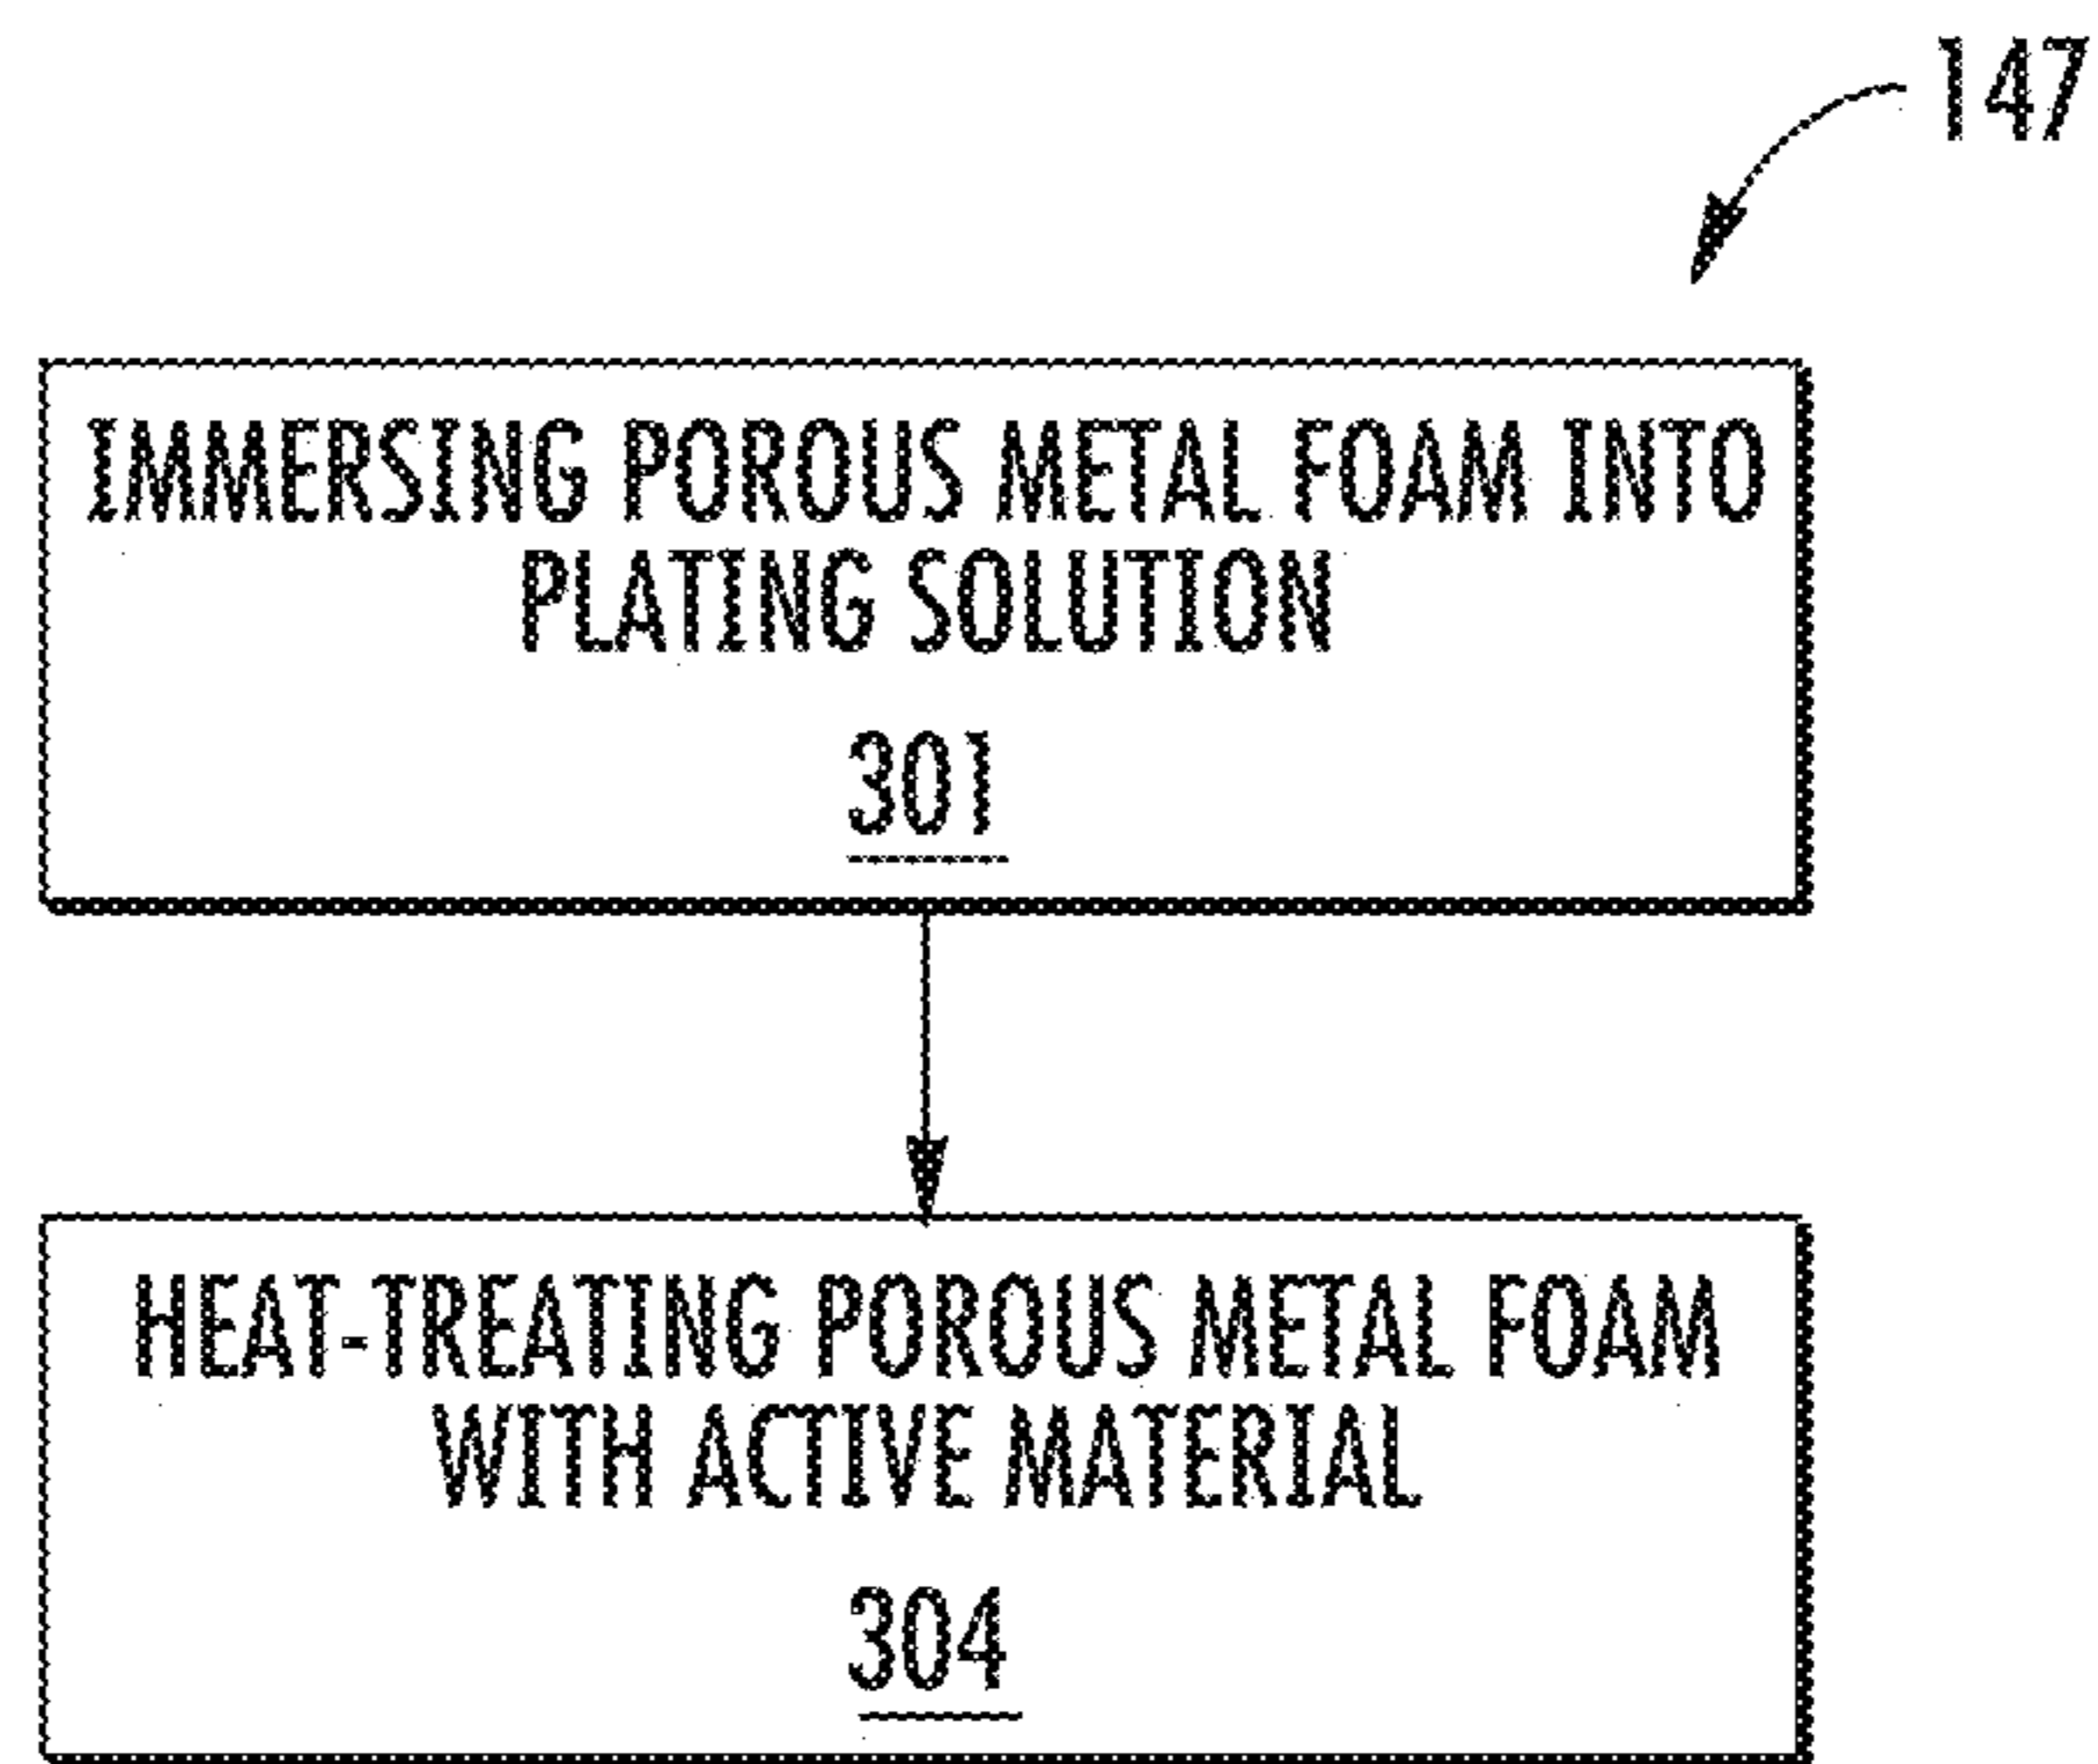 147
IMMERSING POROUS METAL FOAM INTO
PLATING SOLUTION
301
HEAT-TREATING POROUS METAL FOAM
WITH ACTIVE MATERIAL
304